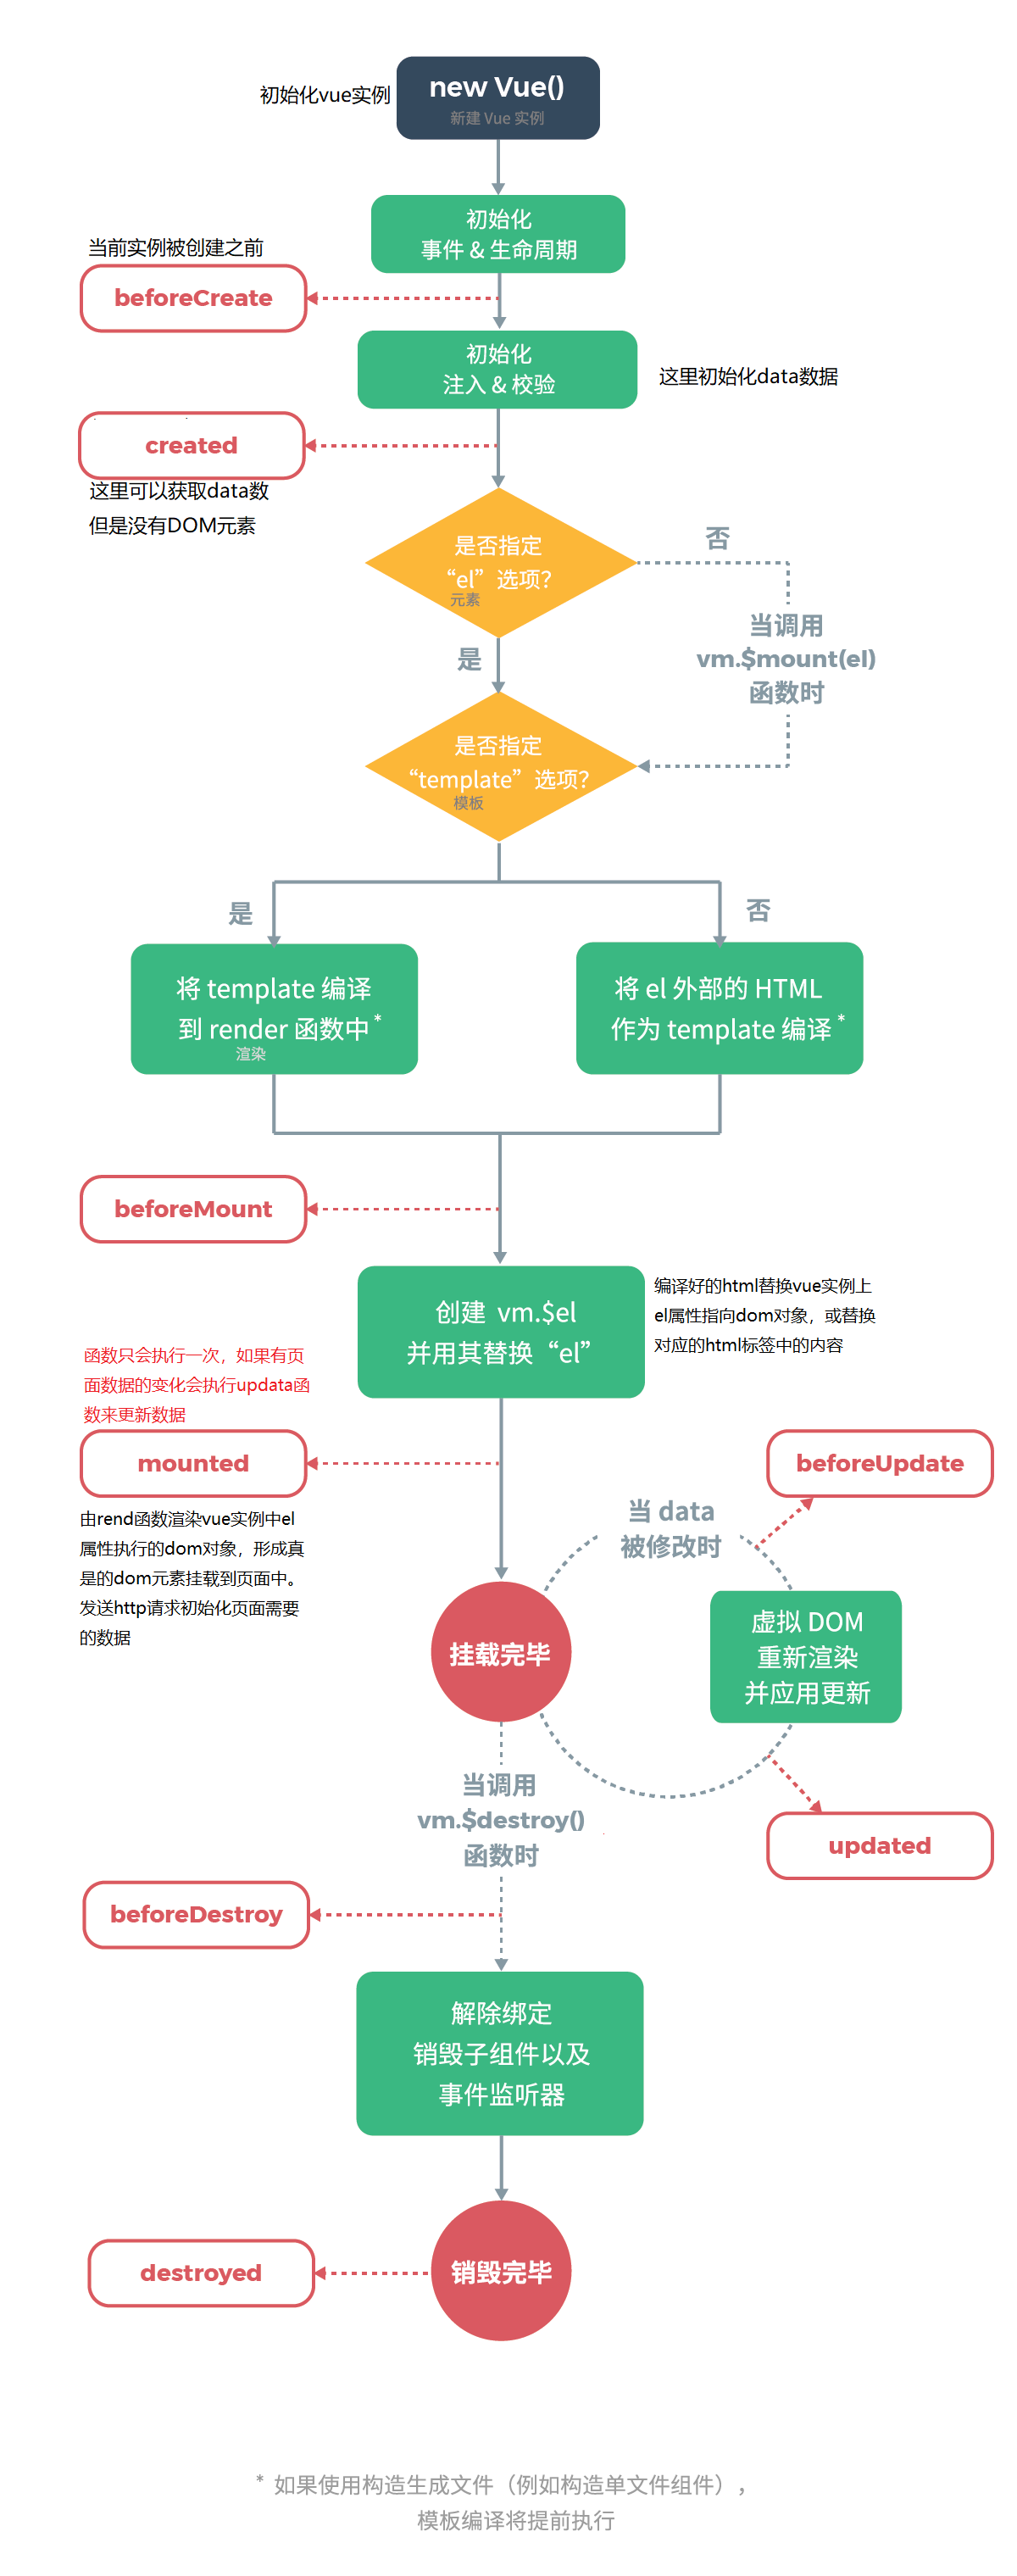 初始化vue实例
new Vue()
新建 Vue 实例
初始化
事件 & 生命周期
当前实例被创建之前
beforeCreate
初始化
注入 & 校验
这里初始化data数据
created
这里可以获取data数
但是没有DOM元素
是否指定
“el”选项?
元素
否
当调用
vm.$mount(el)
函数时
是
是否指定
“template”选项?
模板
是
否
将 template 编译
到 render 函数中*
渲染
将 el 外部的 HTML
作为 template 编译*
beforeMount
创建 vm.$el
并用其替换“el”
编译好的html替换vue实例上
el属性指向dom对象，或替换
对应的html标签中的内容
函数只会执行一次，如果有页
面数据的变化会执行updata函
数来更新数据
mounted
由rend函数渲染vue实例中el
属性执行的dom对象，形成真
是的dom元素挂载到页面中。
发送http请求初始化页面需要
的数据
beforeUpdate
当 data
被修改时
虚拟 DOM
重新渲染
并应用更新
挂载完毕
updated
当调用
vm.$destroy()
函数时
beforeDestroy
解除绑定
销毁子组件以及
事件监听器
destroyed
销毁完毕
* 如果使用构造生成文件（例如构造单文件组件），
模板编译将提前执行